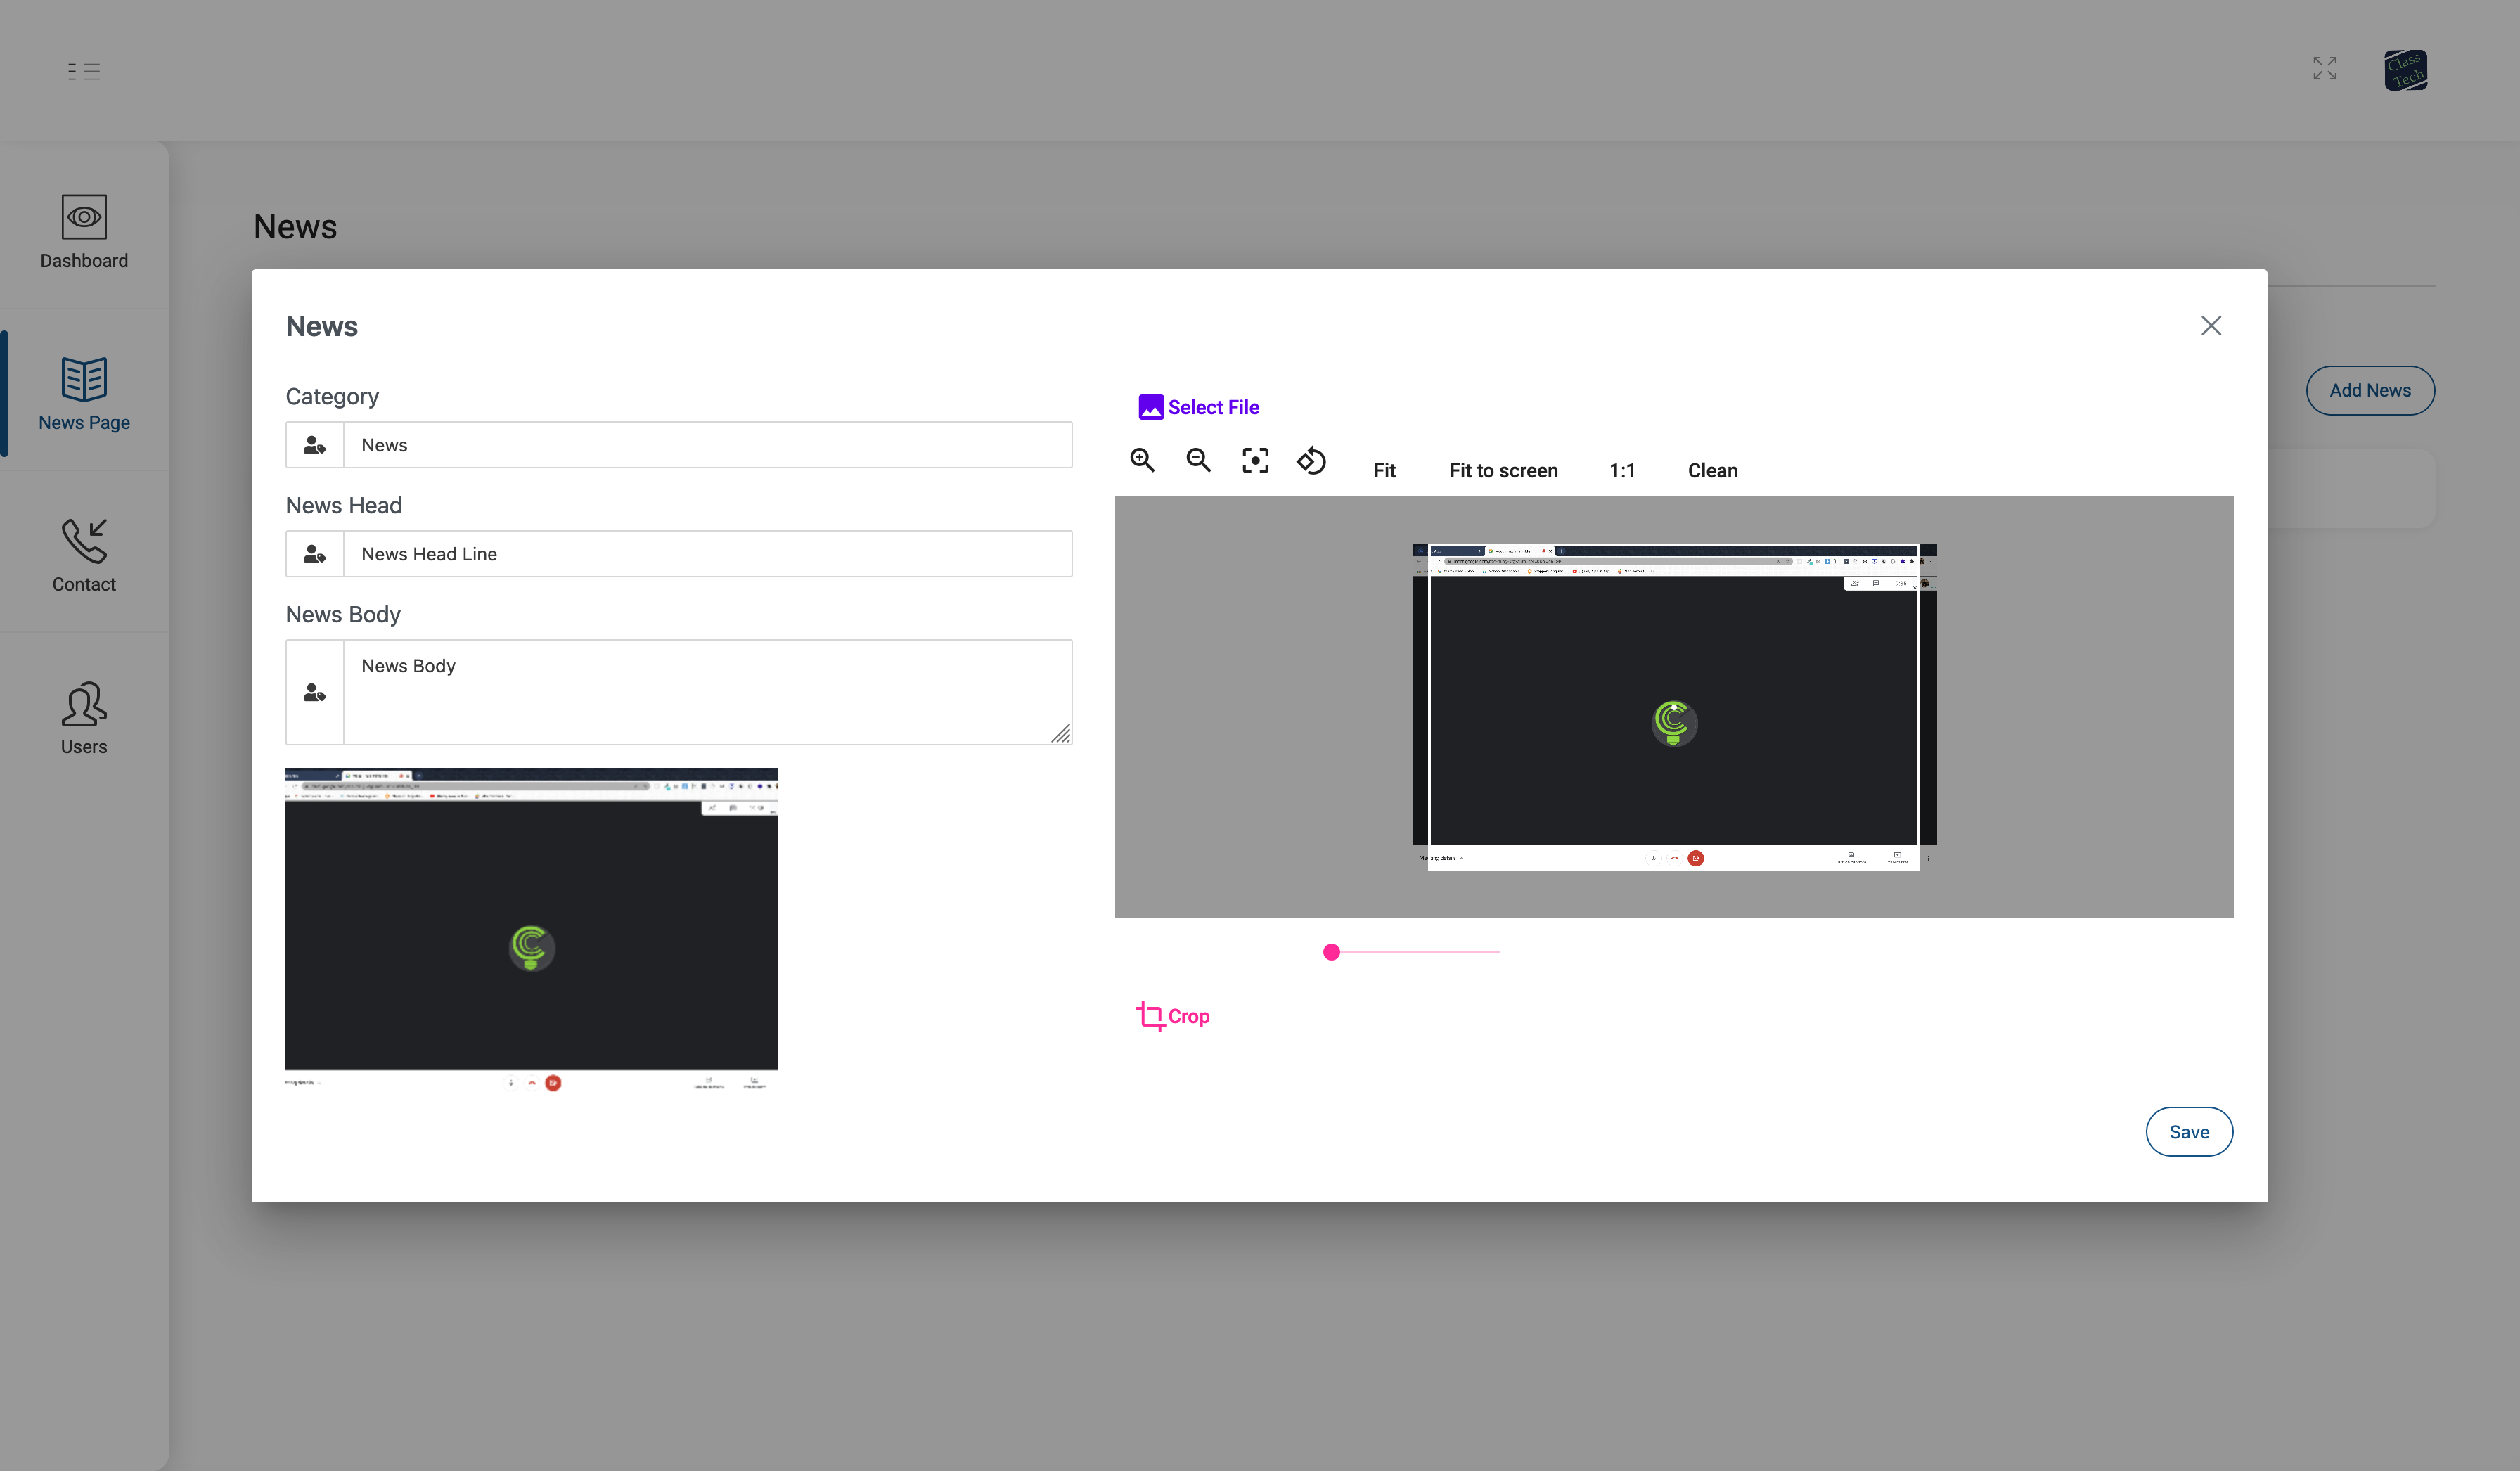 Class
Tech
Dashboard
News Page
Contact
Users
News
Add News
News
Category
News
News Head
News Head Line
News Body
News Body
Select File
Fit
Fit to screen
1:1
Clean
Crop
Save